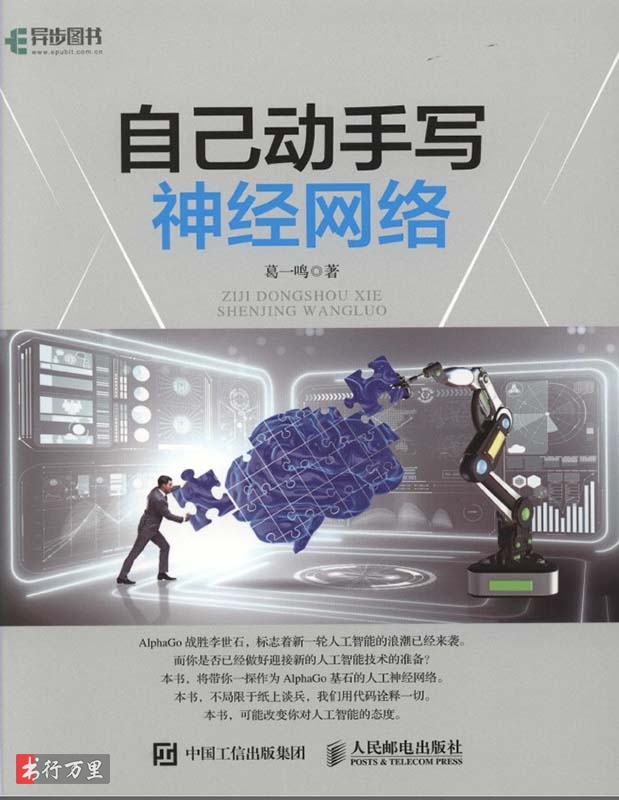 异步图书
www.epubit.com.cn
自己动手写
神经网络
葛一鸣◎著
ZIJI DONGSHOU XIE
SHENJING WANGLUO
AlphaGo 战胜李世石，标志着新一轮人工智能的浪潮已经来袭。
而你是否已经做好迎接新的人工智能技术的准备？
本书，将带你一探作为 AlphaGo 基石的人工神经网络。
本书，不局限于纸上谈兵，我们用代码诠释一切。
本书，可能改变你对人工智能的态度。
中国工信出版集团
人民邮电出版社
POSTS & TELECOM PRESS
书行万里